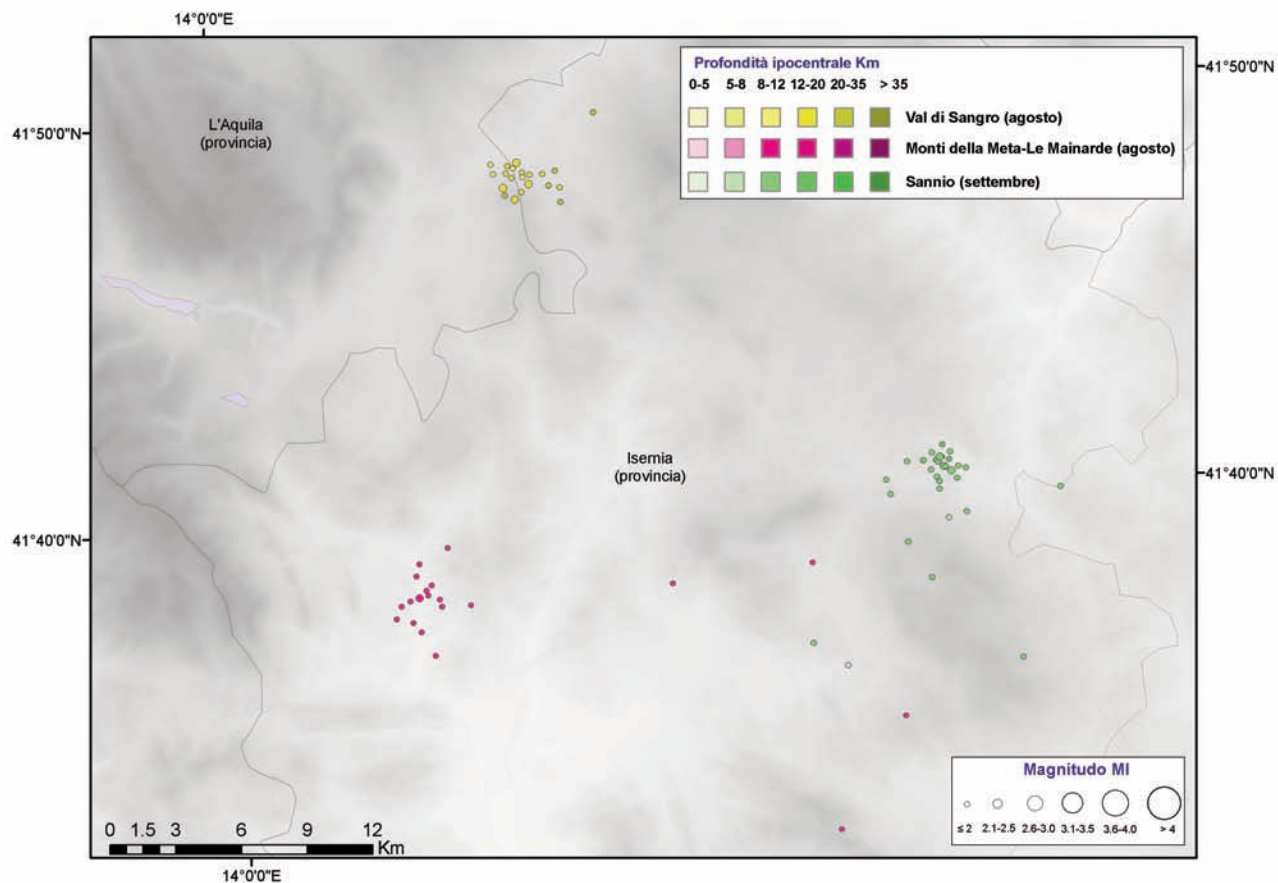 14°0'0"E
Profondità ipocentrale Km
0-5 5-8 8-12 12-20 20-35 > 35
Val di Sangro (agosto)
Monti della Meta-Le Mainarde (agosto)
Sannio (settembre)
41°50'0"N
41°50'0"N
L'Aquila
(provincia)
Isernia
(provincia)
41°40'0"N
41°40'0"N
Magnitudo Ml
≤ 2 2.1-2.5 2.6-3.0 3.1-3.5 3.6-4.0 > 4
0 1.5 3 6 9 12
Km
14°0'0"E